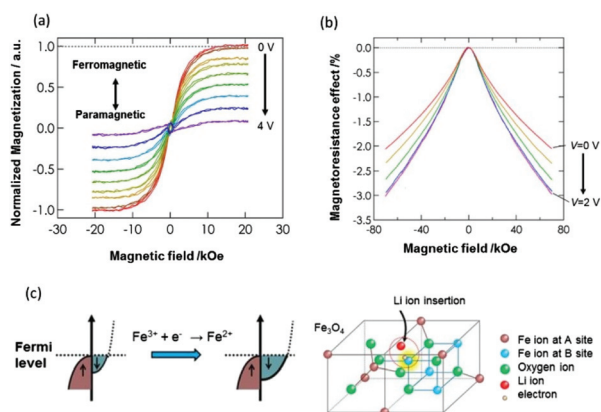 (a)
Normalized Magnetization / a.u.
1.0
0.5
0.0
-0.5
-1.0
Ferromagnetic
Paramagnetic
0 V
4 V
-30 -20 -10 0 10 20 30
Magnetic field /kOe
(b)
Magnetoresistance effect /%
0.0
-0.5
-1.0
-1.5
-2.0
-2.5
-3.0
-3.5
V=0 V
V=2 V
-80 -40 0 40 80
Magnetic field /kOe
(c)
Fermi
level
Fe³⁺ + e⁻ → Fe²⁺
Li ion insertion
Fe₃O₄
Fe ion at A site
Fe ion at B site
Oxygen ion
Li ion
electron